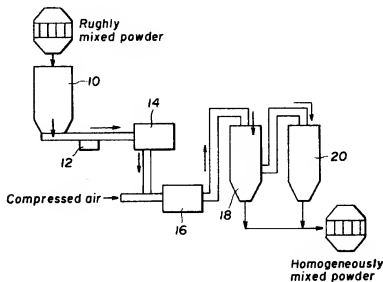 Rughly
mixed powder
10
14
12
Compressed air
16
18
20
Homogeneously
mixed powder